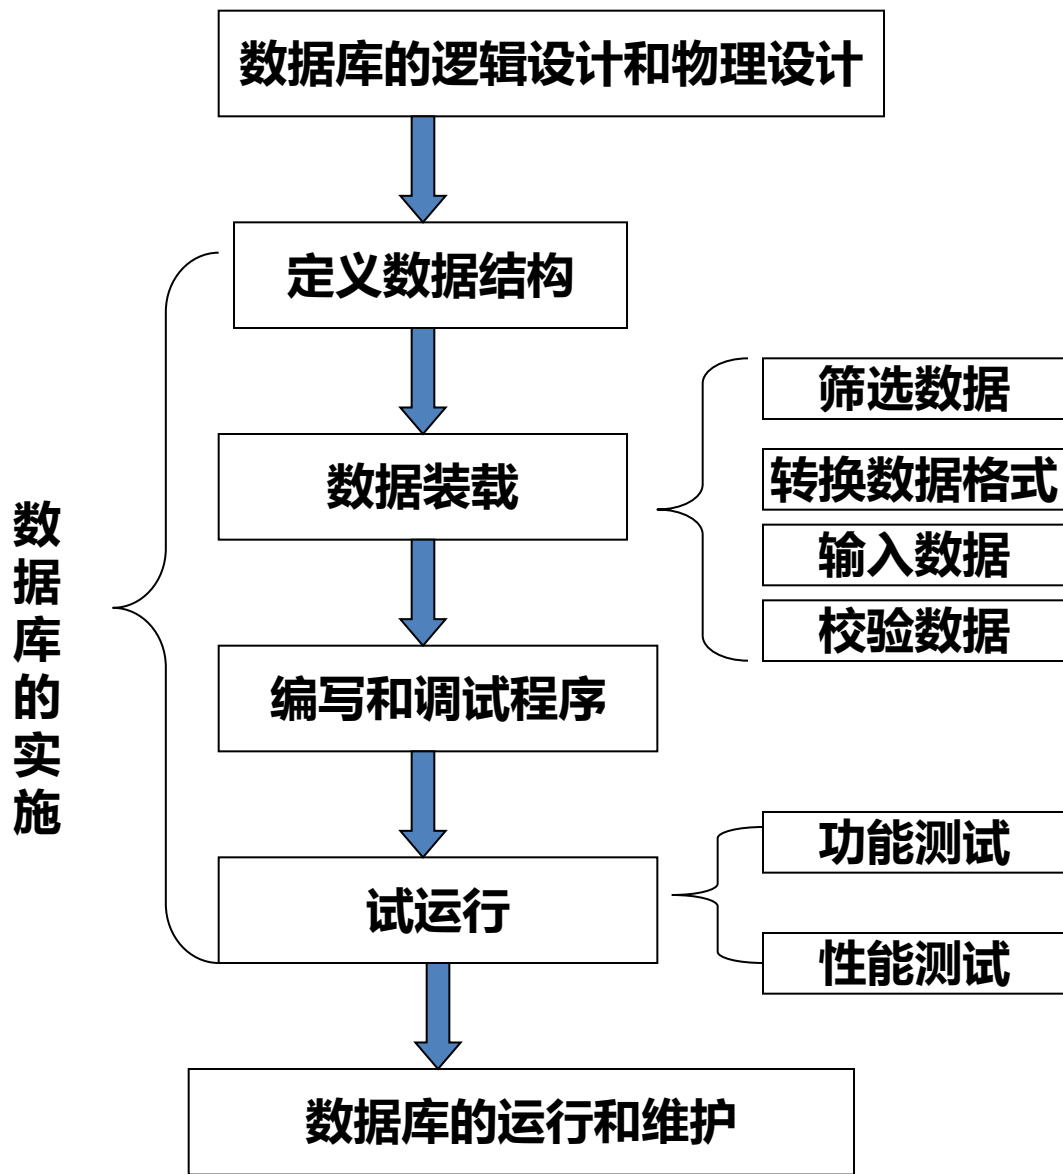 数据库的逻辑设计和物理设计
定义数据结构
数据装载
筛选数据
转换数据格式
输入数据
校验数据
数据库的实施
编写和调试程序
试运行
功能测试
性能测试
数据库的运行和维护